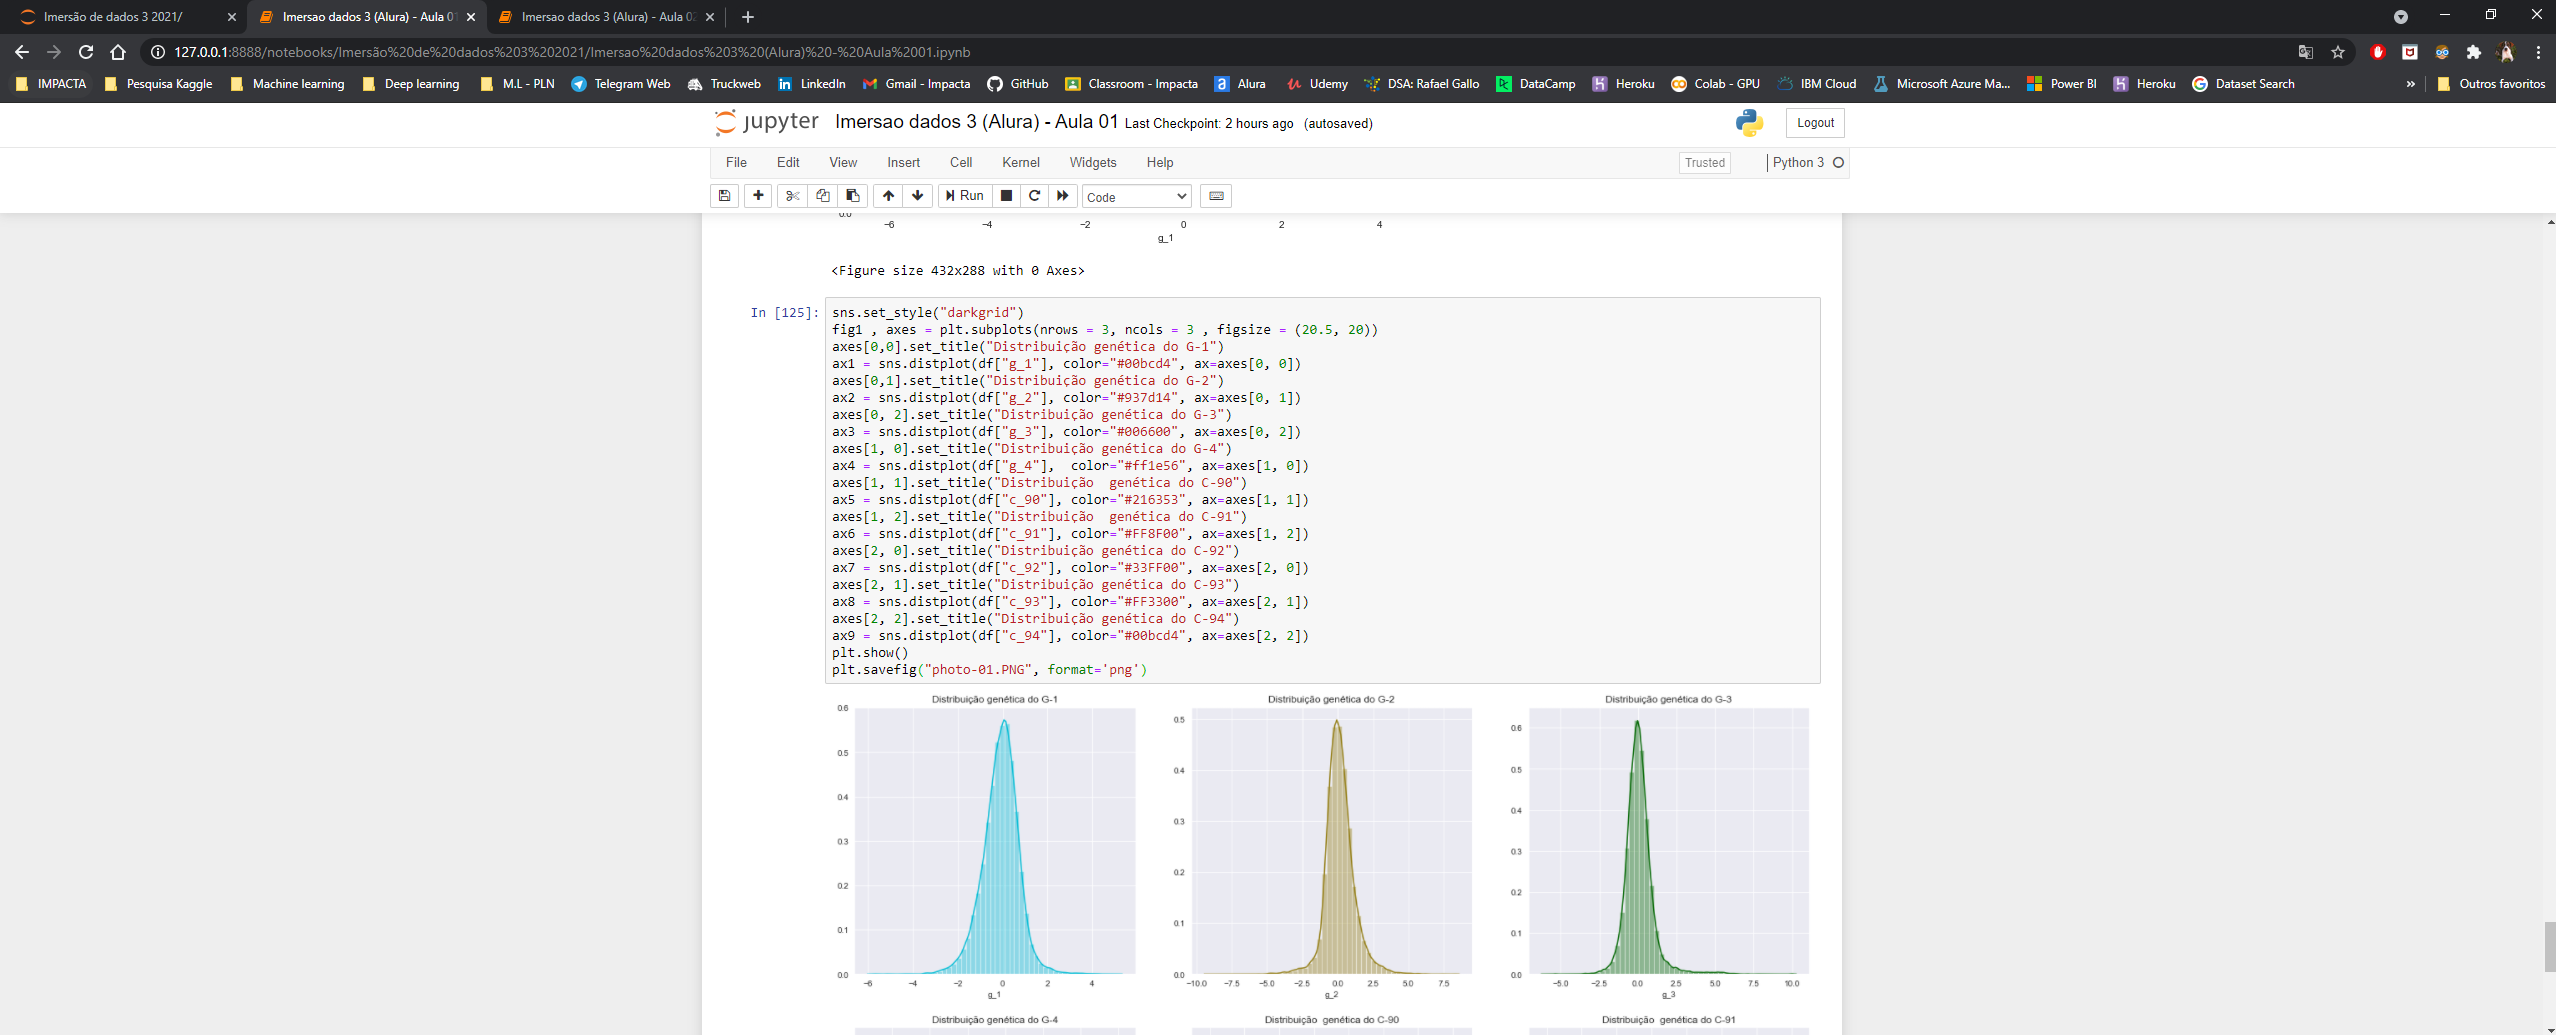 Imersão de dados 3 2021/
Imersao dados 3 (Alura) - Aula 01
Imersao dados 3 (Alura) - Aula 02
127.0.0.1:8888/notebooks/Imersão%20de%20dados%203%202021/Imersao%20dados%203%20(Alura)%20-%20Aula%2001.ipynb
IMPACTA Pesquisa Kaggle Machine learning Deep learning M.L - PLN Telegram Web Truckweb LinkedIn Gmail - Impacta GitHub Classroom - Impacta Alura Udemy DSA: Rafael Gallo DataCamp Heroku Colab - GPU IBM Cloud Microsoft Azure Ma... Power BI Heroku Dataset Search » Outros favoritos
jupyter Imersao dados 3 (Alura) - Aula 01 Last Checkpoint: 2 hours ago (autosaved) Logout
File Edit View Insert Cell Kernel Widgets Help Trusted Python 3
Run Code
0.0
−6 −4 −2 0 2 4
g_1
<Figure size 432x288 with 0 Axes>
In [125]:
sns.set_style("darkgrid")
fig1 , axes = plt.subplots(nrows = 3, ncols = 3 , figsize = (20.5, 20))
axes[0,0].set_title("Distribuição genética do G-1")
ax1 = sns.distplot(df["g_1"], color="#00bcd4", ax=axes[0, 0])
axes[0,1].set_title("Distribuição genética do G-2")
ax2 = sns.distplot(df["g_2"], color="#937d14", ax=axes[0, 1])
axes[0, 2].set_title("Distribuição genética do G-3")
ax3 = sns.distplot(df["g_3"], color="#006600", ax=axes[0, 2])
axes[1, 0].set_title("Distribuição genética do G-4")
ax4 = sns.distplot(df["g_4"],  color="#ff1e56", ax=axes[1, 0])
axes[1, 1].set_title("Distribuição  genética do C-90")
ax5 = sns.distplot(df["c_90"], color="#216353", ax=axes[1, 1])
axes[1, 2].set_title("Distribuição  genética do C-91")
ax6 = sns.distplot(df["c_91"], color="#FF8F00", ax=axes[1, 2])
axes[2, 0].set_title("Distribuição genética do C-92")
ax7 = sns.distplot(df["c_92"], color="#33FF00", ax=axes[2, 0])
axes[2, 1].set_title("Distribuição genética do C-93")
ax8 = sns.distplot(df["c_93"], color="#FF3300", ax=axes[2, 1])
axes[2, 2].set_title("Distribuição genética do C-94")
ax9 = sns.distplot(df["c_94"], color="#00bcd4", ax=axes[2, 2])
plt.show()
plt.savefig("photo-01.PNG", format='png')
Distribuição genética do G-1
0.6
0.5
0.4
0.3
0.2
0.1
0.0
−6 −4 −2 0 2 4
g_1
Distribuição genética do G-2
0.5
0.4
0.3
0.2
0.1
0.0
−10.0 −7.5 −5.0 −2.5 0.0 2.5 5.0 7.5
g_2
Distribuição genética do G-3
0.6
0.5
0.4
0.3
0.2
0.1
0.0
−5.0 −2.5 0.0 2.5 5.0 7.5 10.0
g_3
Distribuição genética do G-4
Distribuição  genética do C-90
Distribuição  genética do C-91